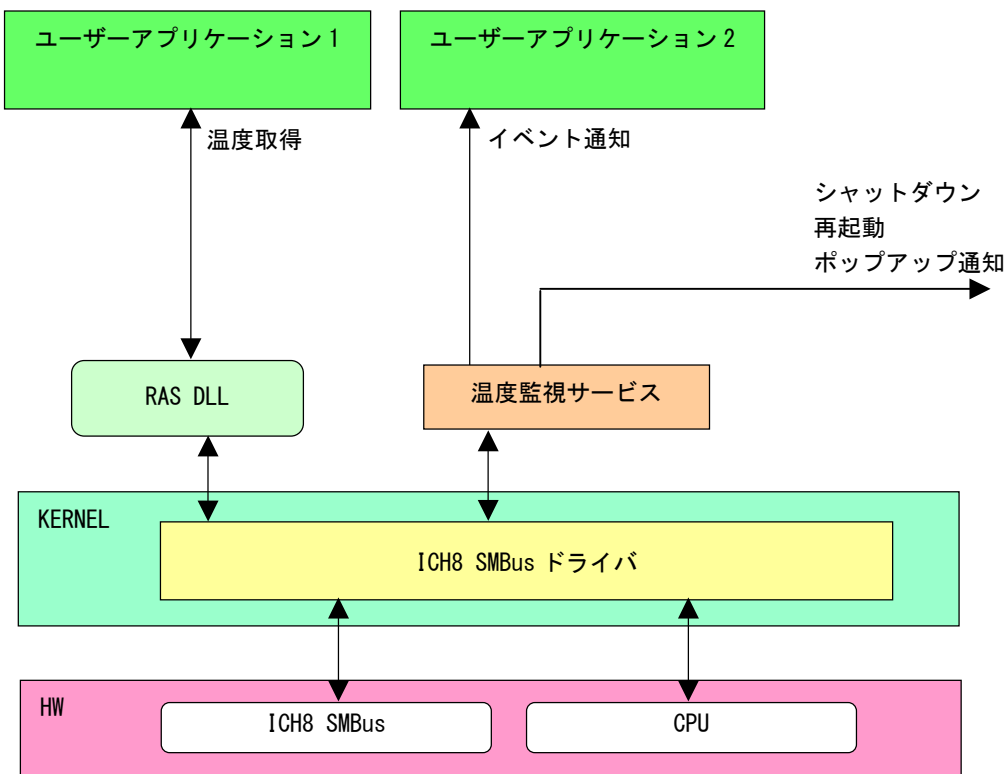 ユーザーアプリケーション1
ユーザーアプリケーション2
温度取得
イベント通知
シャットダウン
再起動
ポップアップ通知
RAS DLL
温度監視サービス
KERNEL
ICH8 SMBus ドライバ
HW
ICH8 SMBus
CPU